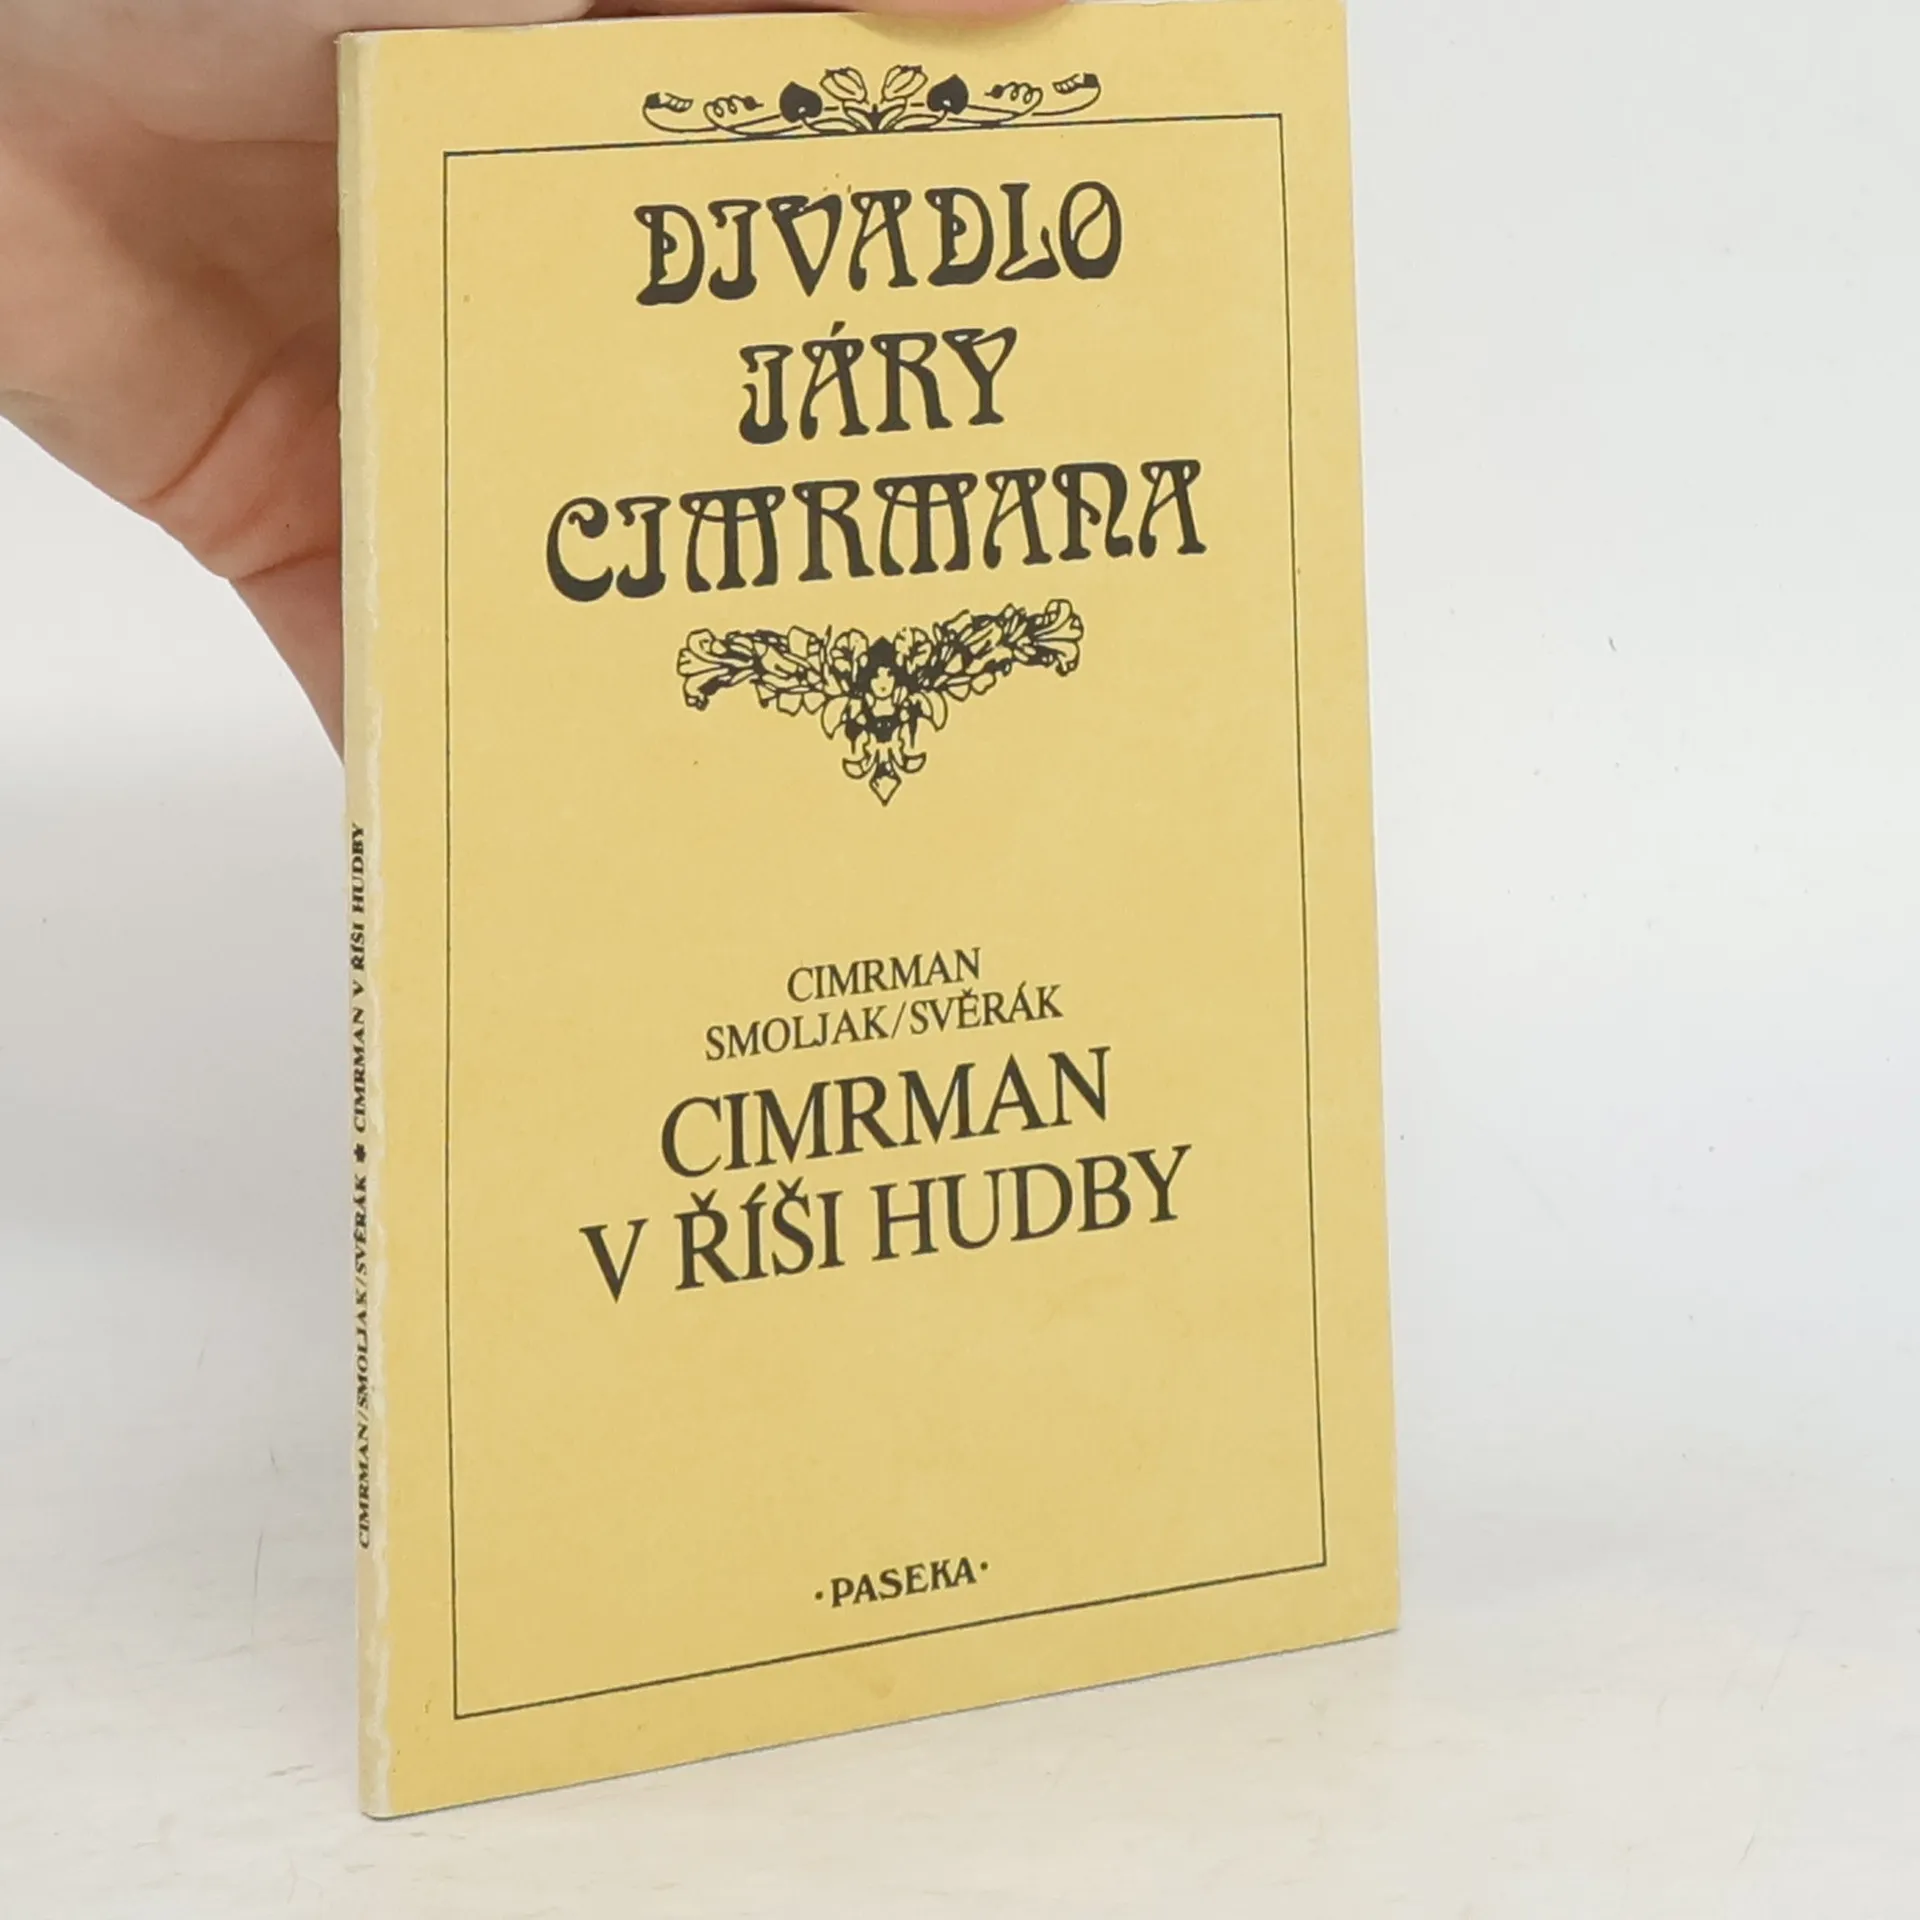 DIVADLO
JÁRY
CIMRMANA
CIMRMAN
SMOLJAK/SVĚRÁK
CIMRMAN
V ŘÍŠI HUDBY
·PASEKA·
CIMRMAN/SMOLJAK/SVĚRÁK ★ CIMRMAN V ŘÍŠI HUDBY